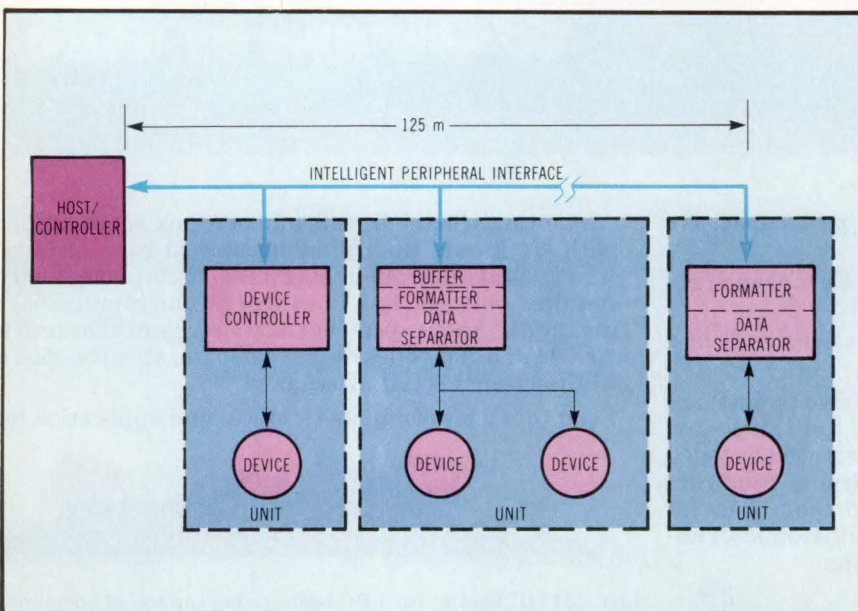 125 m
INTELLIGENT PERIPHERAL INTERFACE
HOST/
CONTROLLER
DEVICE
CONTROLLER
BUFFER
FORMATTER
DATA
SEPARATOR
FORMATTER
DATA
SEPARATOR
DEVICE
DEVICE
DEVICE
DEVICE
UNIT
UNIT
UNIT